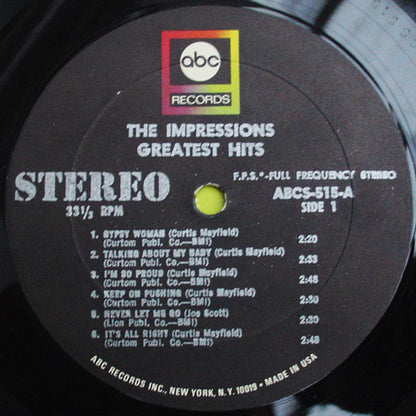 abc
RECORDS
THE IMPRESSIONS
GREATEST HITS
STEREO
33⅓ RPM
F.F.S.®-FULL FREQUENCY STEREO
ABCS-515-A
SIDE 1
1. GYPSY WOMAN (Curtis Mayfield)
(Curtom Publ. Co.—BMI) 2:20
2. TALKING ABOUT MY BABY (Curtis Mayfield)
(Curtom Publ. Co.—BMI) 2:33
3. I'M SO PROUD (Curtis Mayfield)
(Curtom Publ. Co.—BMI) 2:48
4. KEEP ON PUSHING (Curtis Mayfield)
(Curtom Publ. Co.—BMI) 2:30
5. NEVER LET ME GO (Joe Scott)
(Lion Publ. Co.—BMI) 2:30
6. IT'S ALL RIGHT (Curtis Mayfield)
(Curtom Publ. Co.—BMI) 2:48
ABC RECORDS INC., NEW YORK, N.Y. 10019 • MADE IN USA